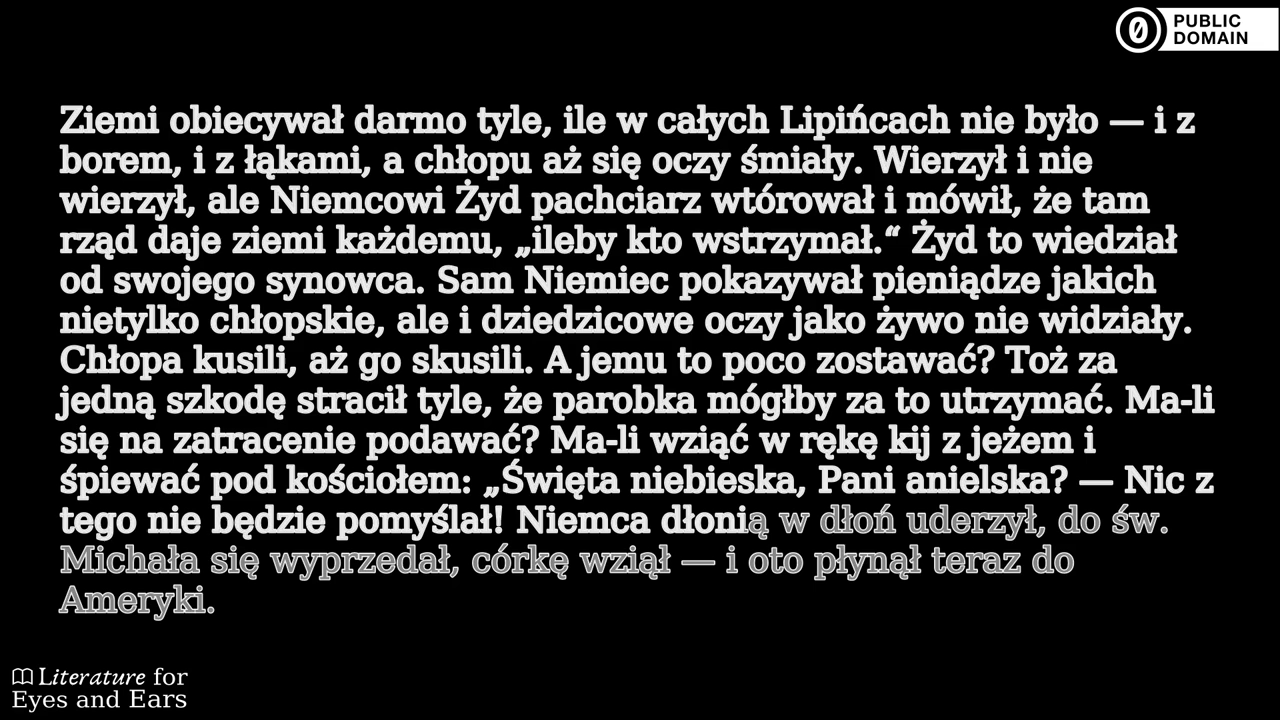 PUBLIC
DOMAIN
Ziemi obiecywał darmo tyle, ile w całych Lipińcach nie było — i z
borem, i z łąkami, a chłopu aż się oczy śmiały. Wierzył i nie
wierzył, ale Niemcowi Żyd pachciarz wtórował i mówił, że tam
rząd daje ziemi każdemu, „ileby kto wstrzymał.“ Żyd to wiedział
od swojego synowca. Sam Niemiec pokazywał pieniądze jakich
nietylko chłopskie, ale i dziedzicowe oczy jako żywo nie widziały.
Chłopa kusili, aż go skusili. A jemu to poco zostawać? Toż za
jedną szkodę stracił tyle, że parobka mógłby za to utrzymać. Ma-li
się na zatracenie podawać? Ma-li wziąć w rękę kij z jeżem i
śpiewać pod kościołem: „Święta niebieska, Pani anielska? — Nic z
tego nie będzie pomyślał! Niemca dłonią w dłoń uderzył, do św.
Michała się wyprzedał, córkę wziął — i oto płynął teraz do
Ameryki.
Literature for
Eyes and Ears